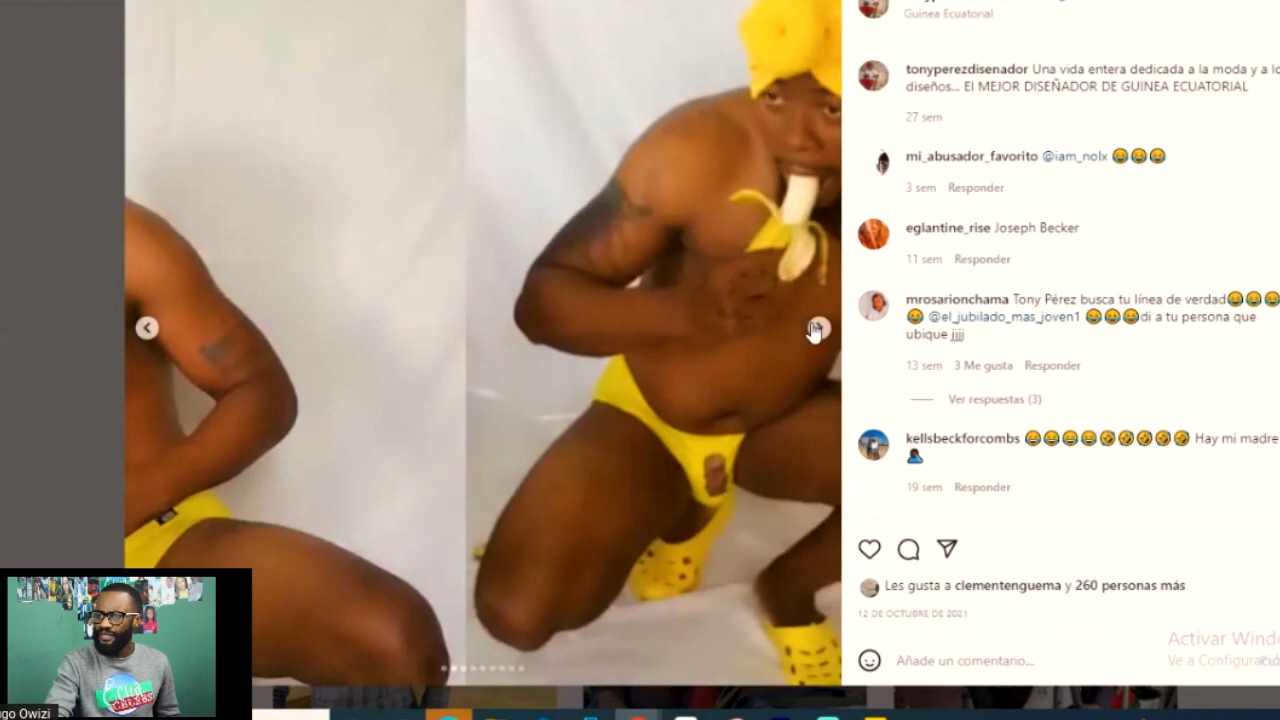 Guinea Ecuatorial
tonyperezdisenador Una vida entera dedicada a la moda y a lo
diseños... El MEJOR DISEÑADOR DE GUINEA ECUATORIAL
27 sem
mi_abusador_favorito @iam_nolx 😂😂😂
3 sem Responder
eglantine_rise Joseph Becker
11 sem Responder
mrosarionchama Tony Pérez busca tu línea de verdad😂😂😂
😂 @el_jubilado_mas_joven1 😂😂😂di a tu persona que
ubique jjjj
13 sem 3 Me gusta Responder
Ver respuestas (3)
kellsbeckforcombs 😂😂😂😂🤣🤣🤣🤣🤣 Hay mi madre
19 sem Responder
Les gusta a clementenguema y 260 personas más
12 DE OCTUBRE DE 2021
Activar Windo
Ve a Configura
Añade un comentario...
CELEBS
ugo Owizi